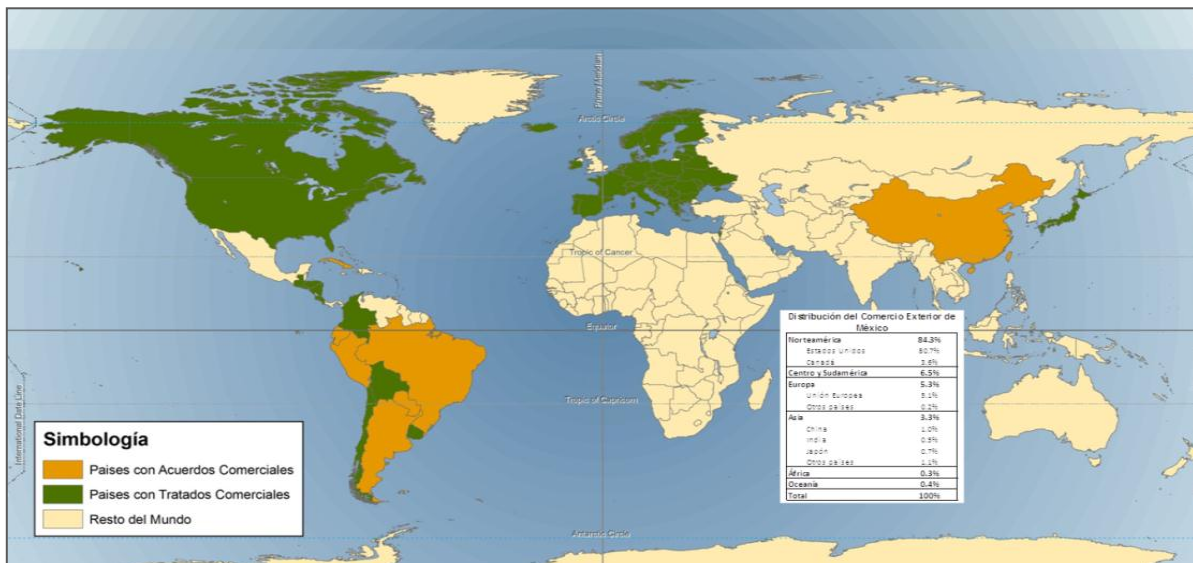 Prime Meridian
Arctic Circle
Tropic of Cancer
Equator
Tropic of Capricorn
International Date Line
Antarctic Circle
Simbología
Paises con Acuerdos Comerciales
Paises con Tratados Comerciales
Resto del Mundo
Distribución del Comercio Exterior de
México
Norteamérica 84.3%
Estados Unidos 80.7%
Canadá 3.6%
Centro y Sudamérica 6.5%
Europa 5.3%
Unión Europea 5.1%
Otros países 0.2%
Asia 3.3%
China 1.0%
India 0.5%
Japón 0.7%
Otros países 1.1%
África 0.3%
Oceanía 0.4%
Total 100%